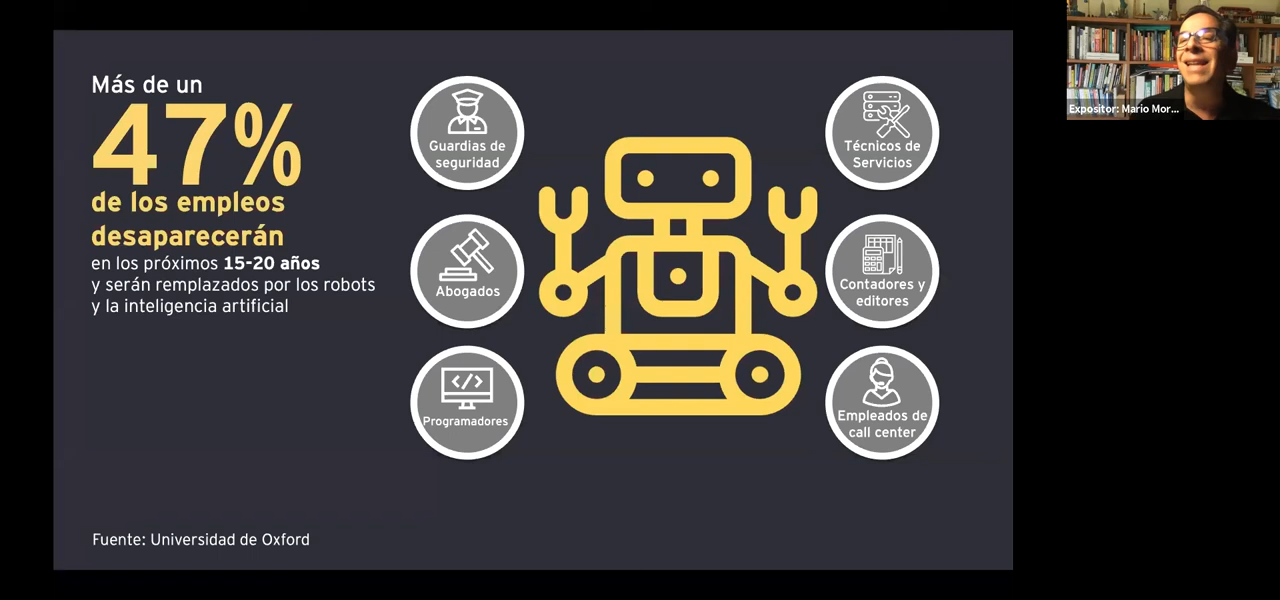 Más de un
47%
de los empleos
desaparecerán
en los próximos 15-20 años
y serán remplazados por los robots
y la inteligencia artificial
Guardias de
seguridad
Abogados
Programadores
Técnicos de
Servicios
Contadores y
editores
Empleados de
call center
Fuente: Universidad de Oxford
Expositor: Mario Mor...